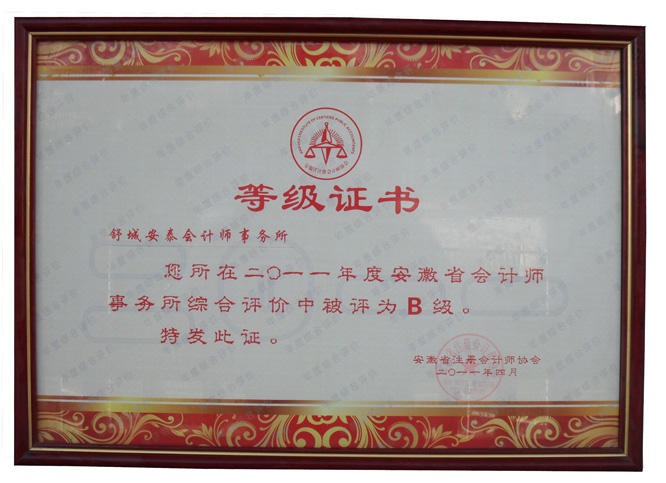 等级证书
舒城安泰会计师事务所
您所在二〇一一年度安徽省会计师
事务所综合评价中被评为B级。
特发此证。
安徽省注册会计师协会
二〇一一年四月